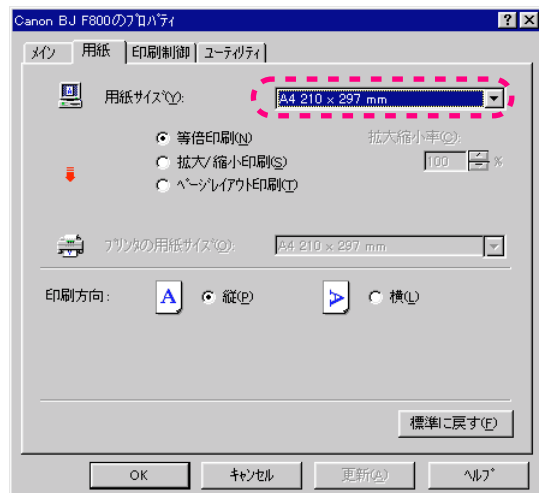 Canon BJ F800のﾌﾟﾛﾊﾟﾃｨ
ﾒｲﾝ 用紙 印刷制御 ﾕｰﾃｨﾘﾃｨ
用紙ｻｲｽﾞ(Y): A4 210 x 297 mm
等倍印刷(N) 拡大縮小率(C):
拡大/縮小印刷(S) 100 %
ﾍﾟｰｼﾞﾚｲｱｳﾄ印刷(T)
ﾌﾟﾘﾝﾀの用紙ｻｲｽﾞ(O): A4 210 x 297 mm
印刷方向: A 縦(P) A 横(L)
標準に戻す(F)
OK ｷｬﾝｾﾙ 更新(A) ﾍﾙﾌﾟ